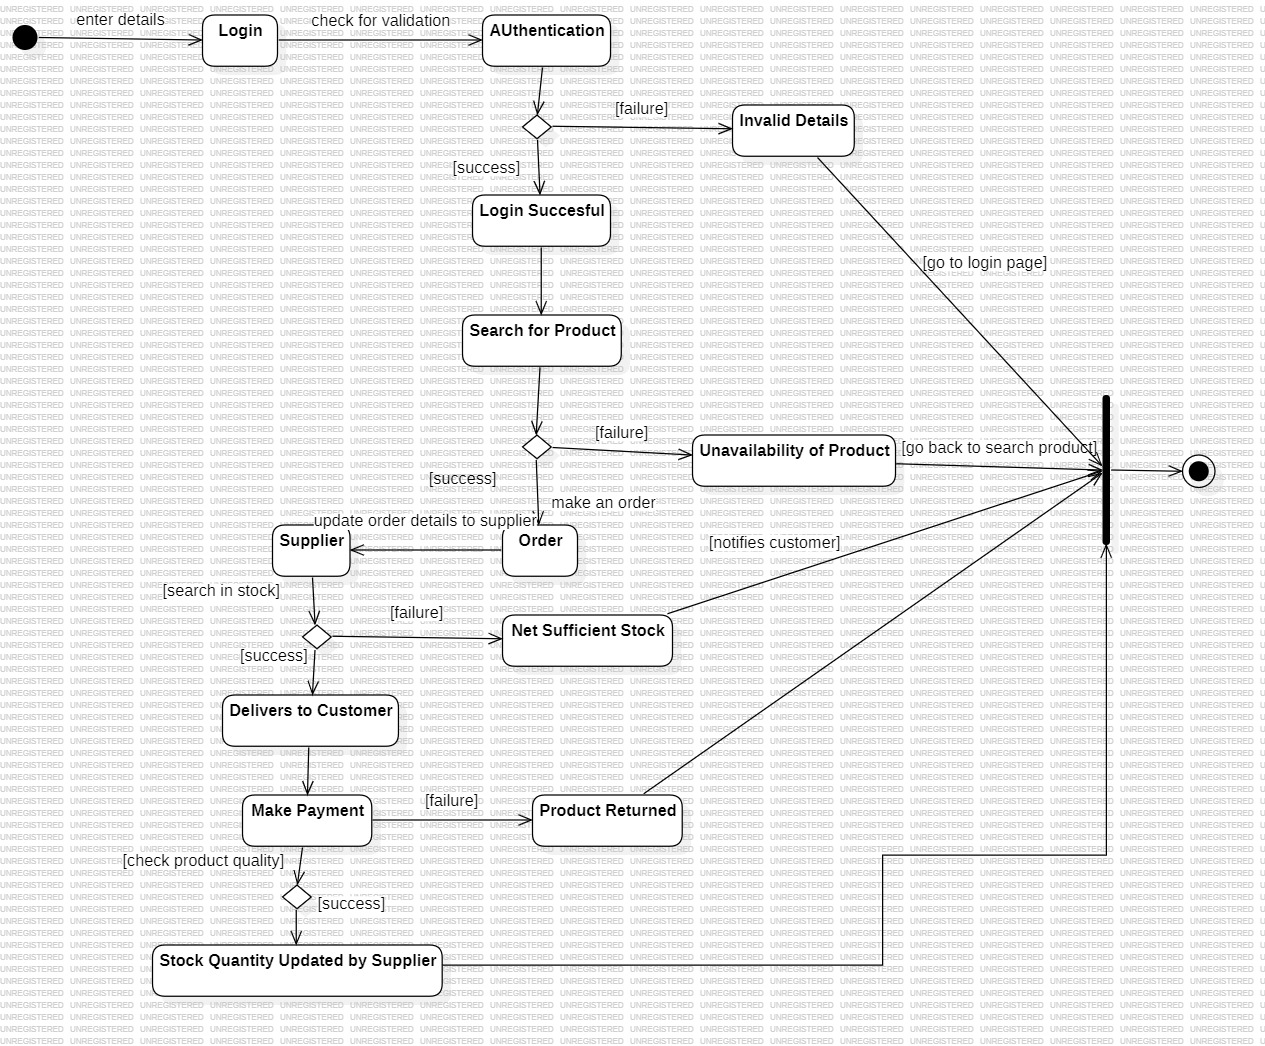 enter details
check for validation
Login
AUthentication
[failure]
Invalid Details
[success]
Login Succesful
[go to login page]
Search for Product
[failure]
Unavailability of Product
[go back to search product]
[success]
make an order
update order details to supplier
Supplier
Order
[notifies customer]
[search in stock]
[failure]
Net Sufficient Stock
[success]
Delivers to Customer
Make Payment
[failure]
Product Returned
[check product quality]
[success]
Stock Quantity Updated by Supplier
UNREGISTERED